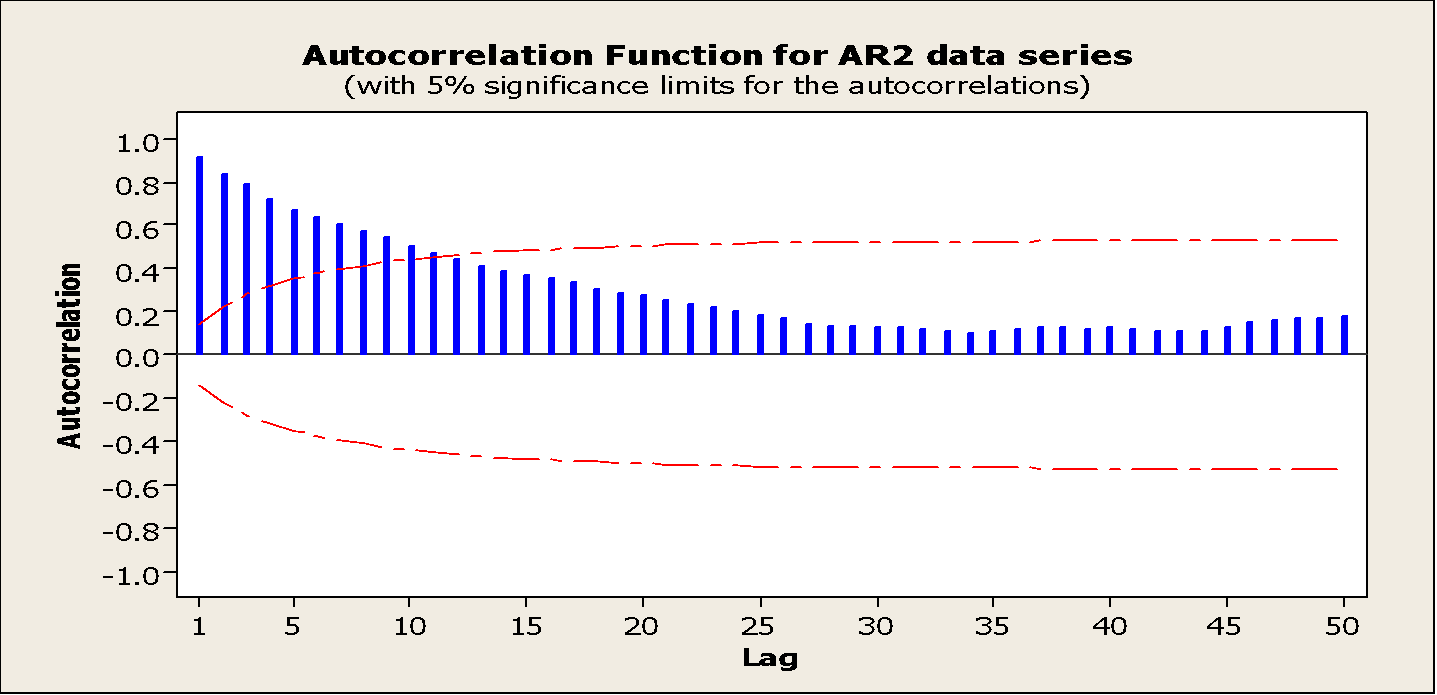 Autocorrelation Function for AR2 data series
(with 5% significance limits for the autocorrelations)
1.0
0.8
0.6
0.4
0.2
0.0
-0.2
-0.4
-0.6
-0.8
-1.0
Autocorrelation
1 5 10 15 20 25 30 35 40 45 50
Lag